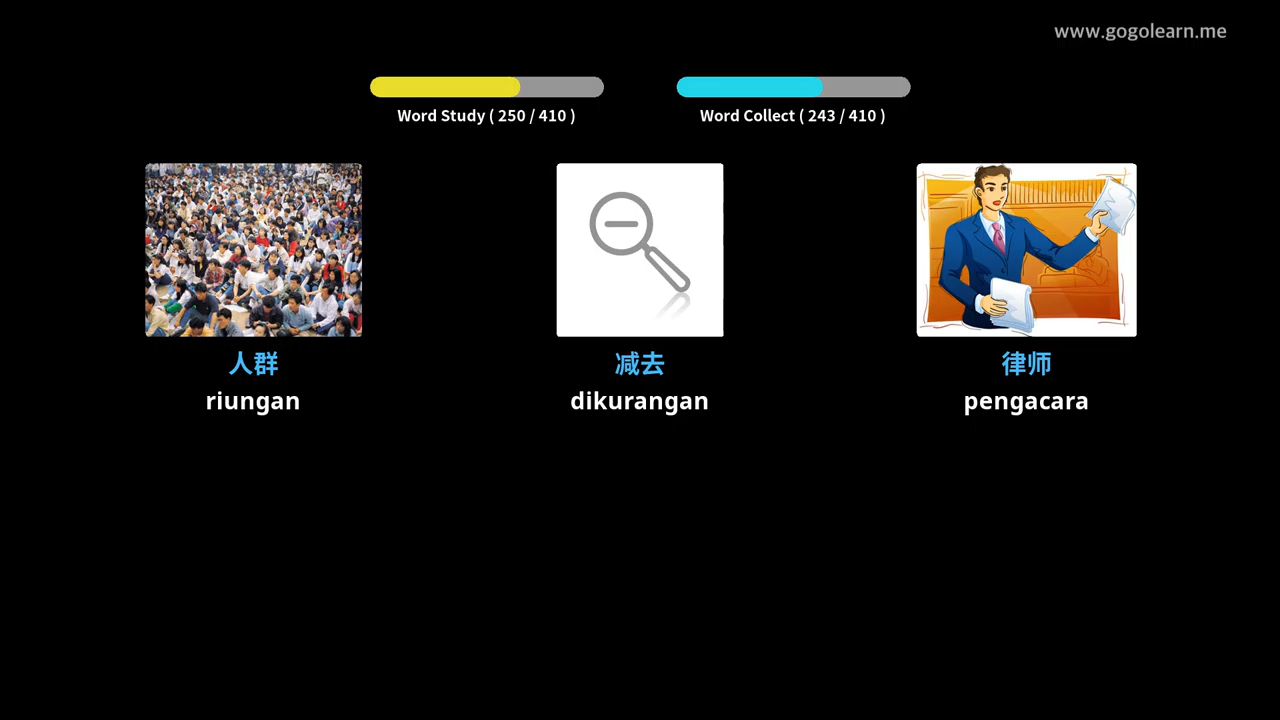 www.gogolearn.me
Word Study ( 250 / 410 )
Word Collect ( 243 / 410 )
人群
riungan
减去
dikurangan
律师
pengacara